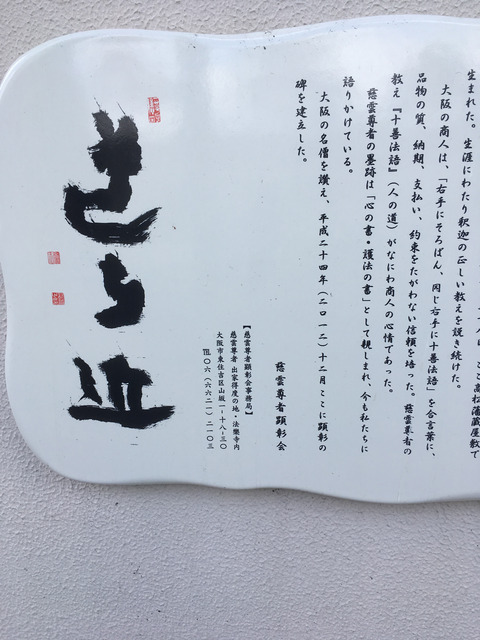 高松藩蔵屋敷で
生まれた。生涯にわたり釈迦の正しい教えを説き続けた。
大阪の商人は、「右手にそろばん、同じ右手に十善法語」を合言葉に、
品物の質、納期、支払い、約束をたがわない信頼を培った。慈雲尊者の
教え『十善法語』（人の道）がなにわ商人の心情であった。
慈雲尊者の墨跡は「心の書・護法の書」として親しまれ、今も私たちに
語りかけている。
大阪の名僧を讃え、平成二十四年（二〇一二）十二月ここに顕彰の
碑を建立した。
慈雲尊者顕彰会
【慈雲尊者顕彰会事務局】
慈雲尊者 出家得度の地・法樂寺内
大阪市東住吉区山坂一-十八-三〇
℡〇六（六六二一）二一〇三